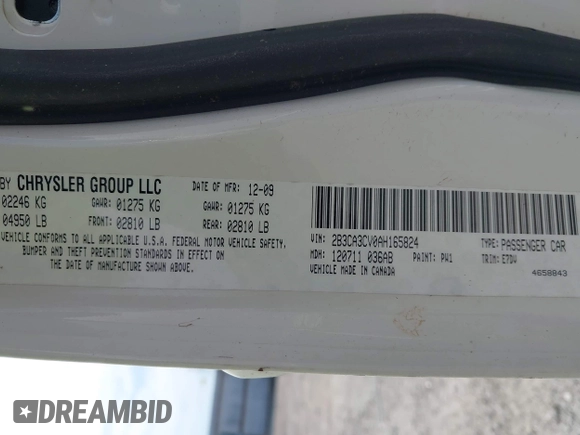 BY CHRYSLER GROUP LLC DATE OF MFR: 12-09
02246 KG GAWR: 01275 KG GAWR: 01275 KG
04950 LB FRONT: 02810 LB REAR: 02810 LB
VEHICLE CONFORMS TO ALL APPLICABLE U.S.A. FEDERAL MOTOR VEHICLE SAFETY,
BUMPER AND THEFT PREVENTION STANDARDS IN EFFECT ON
THE DATE OF MANUFACTURE SHOWN ABOVE.
VIN: 2B3CA3CV0AH165824 TYPE: PASSENGER CAR
MDH: 120711 036AB PAINT: PW1 TRIM: E7DV
VEHICLE MADE IN CANADA 4658943
DREAMBID